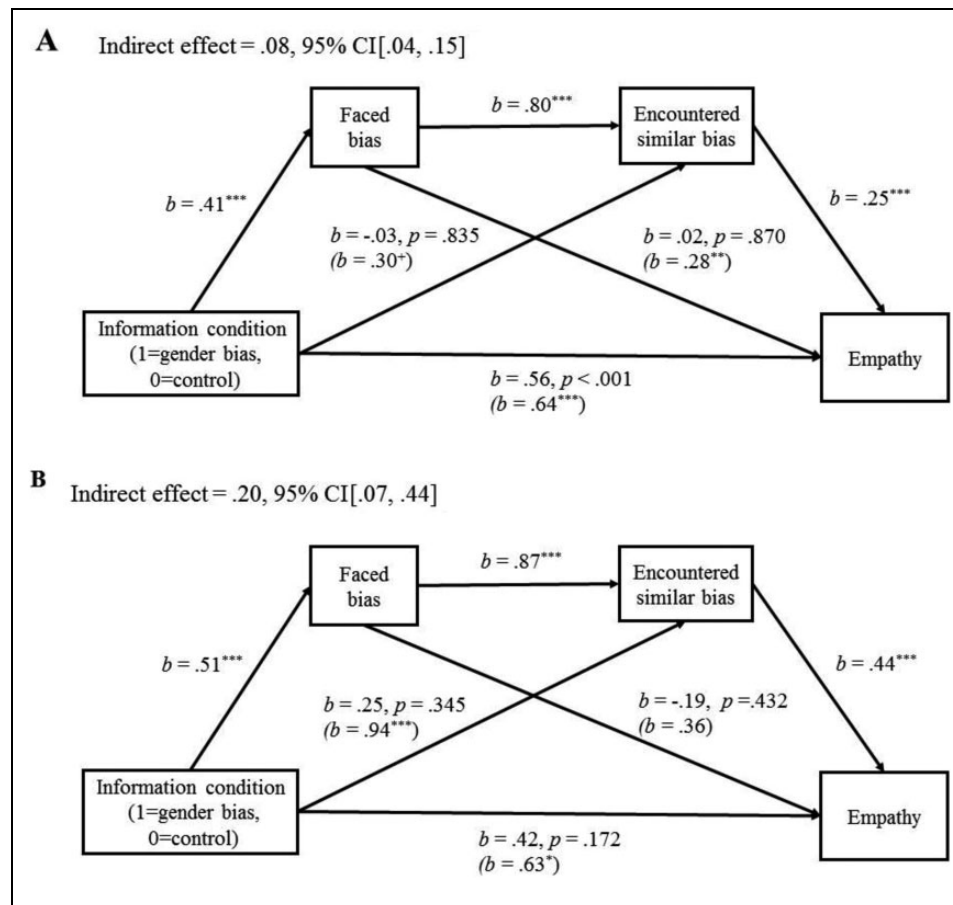 A Indirect effect = .08, 95% CI[.04, .15]
Faced
bias
b = .80***
Encountered
similar bias
b = .41***
b = -.03, p = .835
(b = .30+)
b = .02, p = .870
(b = .28**)
b = .25***
Information condition
(1=gender bias,
0=control)
b = .56, p < .001
(b = .64***)
Empathy
B Indirect effect = .20, 95% CI[.07, .44]
Faced
bias
b = .87***
Encountered
similar bias
b = .51***
b = .25, p = .345
(b = .94***)
b = -.19, p =.432
(b = .36)
b = .44***
Information condition
(1=gender bias,
0=control)
b = .42, p = .172
(b = .63*)
Empathy